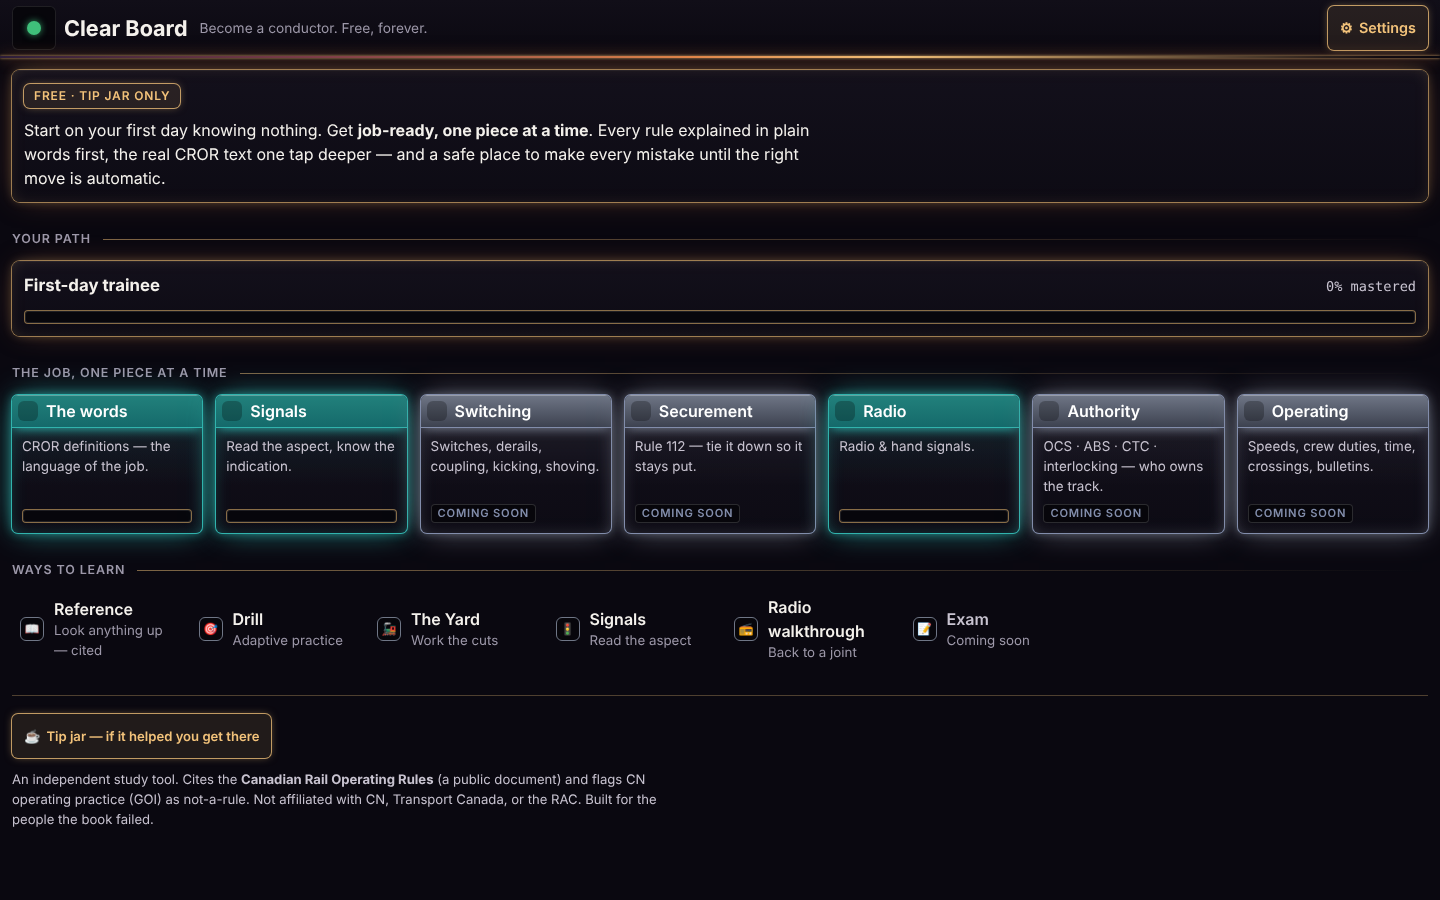 Clear Board
Become a conductor. Free, forever.
⚙ Settings
FREE · TIP JAR ONLY
Start on your first day knowing nothing. Get job-ready, one piece at a time. Every rule explained in plain
words first, the real CROR text one tap deeper — and a safe place to make every mistake until the right
move is automatic.
YOUR PATH
First-day trainee
0% mastered
THE JOB, ONE PIECE AT A TIME
The words
CROR definitions — the
language of the job.
Signals
Read the aspect, know the
indication.
Switching
Switches, derails,
coupling, kicking, shoving.
COMING SOON
Securement
Rule 112 — tie it down so it
stays put.
COMING SOON
Radio
Radio & hand signals.
Authority
OCS · ABS · CTC ·
interlocking — who owns
the track.
COMING SOON
Operating
Speeds, crew duties, time,
crossings, bulletins.
COMING SOON
WAYS TO LEARN
Reference
Look anything up
— cited
Drill
Adaptive practice
The Yard
Work the cuts
Signals
Read the aspect
Radio
walkthrough
Back to a joint
Exam
Coming soon
Tip jar — if it helped you get there
An independent study tool. Cites the Canadian Rail Operating Rules (a public document) and flags CN
operating practice (GOI) as not-a-rule. Not affiliated with CN, Transport Canada, or the RAC. Built for the
people the book failed.